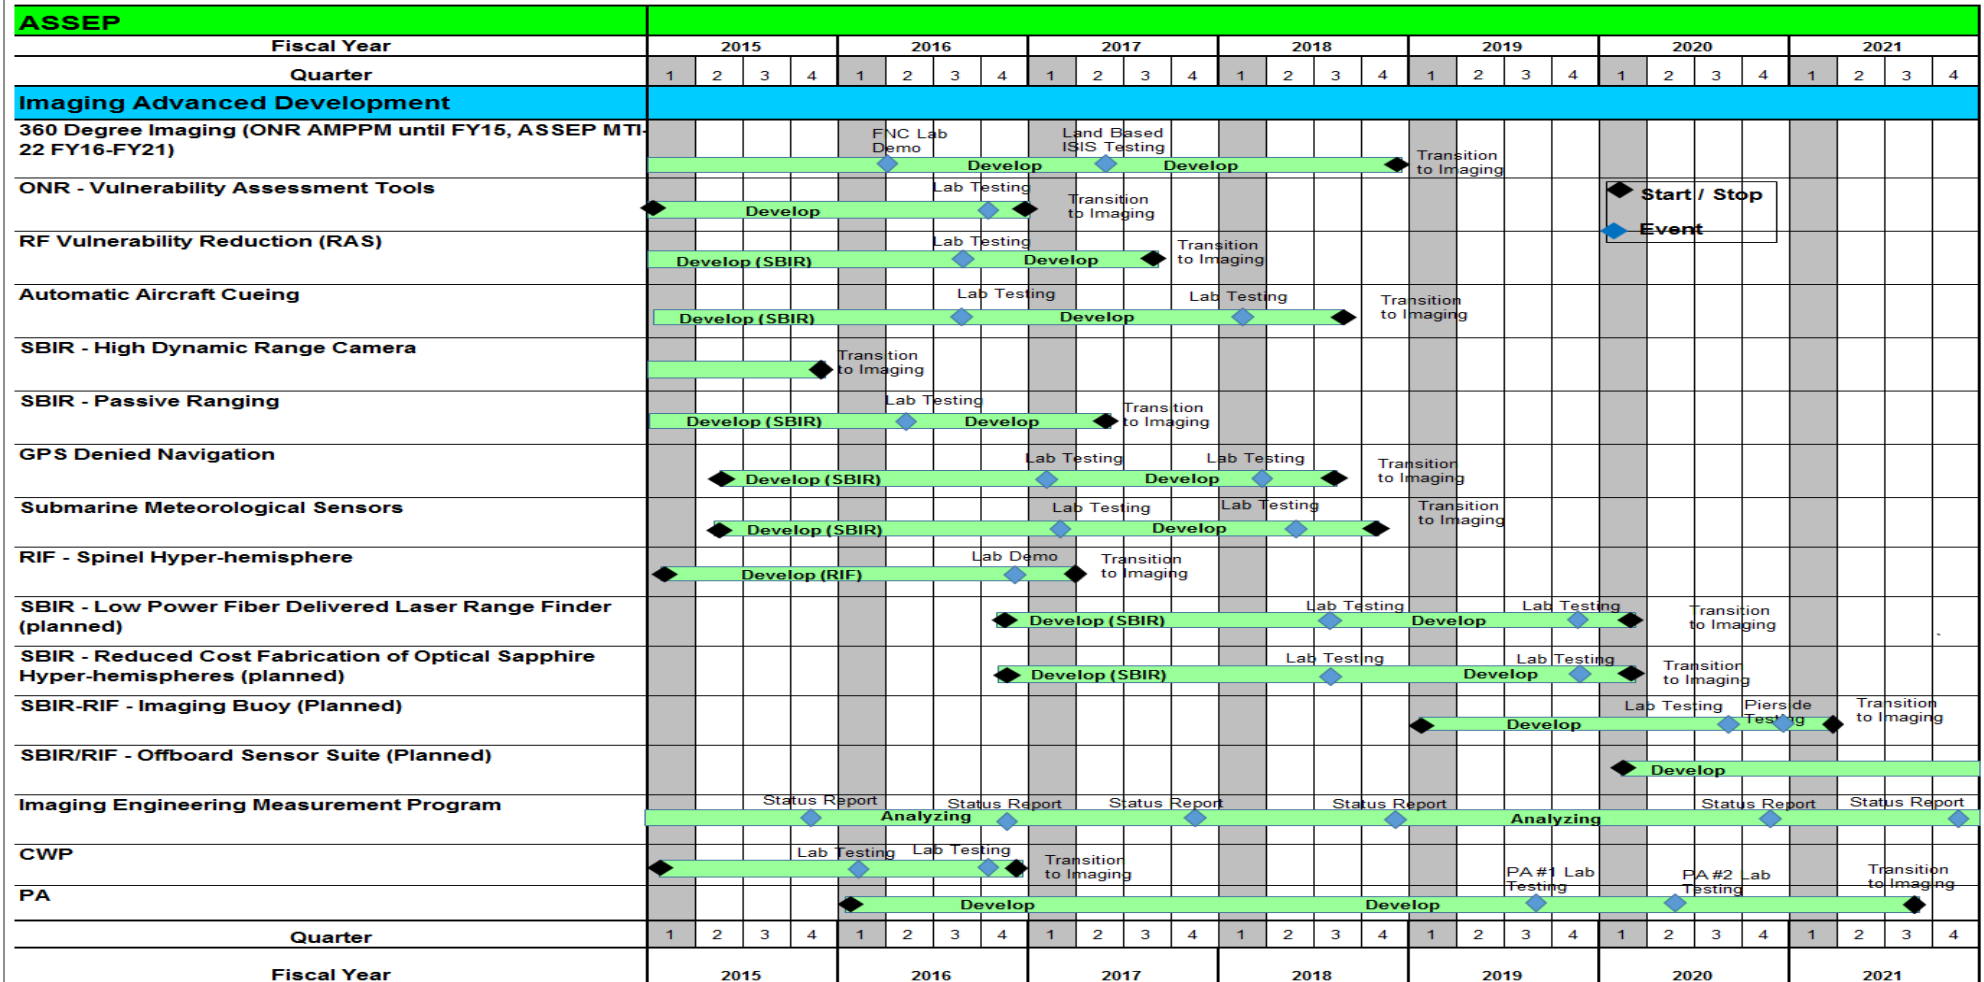 ASSEP
Fiscal Year 2015 2016 2017 2018 2019 2020 2021
Quarter 1 2 3 4 1 2 3 4 1 2 3 4 1 2 3 4 1 2 3 4 1 2 3 4 1 2 3 4
Imaging Advanced Development
360 Degree Imaging (ONR AMPPM until FY15, ASSEP MTI-
22 FY16-FY21)
FNC Lab
Demo
Land Based
ISIS Testing
Develop
Develop
Transition
to Imaging
ONR - Vulnerability Assessment Tools
Lab Testing
Develop
Transition
to Imaging
Start / Stop
Event
RF Vulnerability Reduction (RAS)
Lab Testing
Develop (SBIR)
Develop
Transition
to Imaging
Automatic Aircraft Cueing
Lab Testing
Lab Testing
Develop (SBIR)
Develop
Transition
to Imaging
SBIR - High Dynamic Range Camera
Transition
to Imaging
SBIR - Passive Ranging
Lab Testing
Develop (SBIR)
Develop
Transition
to Imaging
GPS Denied Navigation
Lab Testing
Lab Testing
Develop (SBIR)
Develop
Transition
to Imaging
Submarine Meteorological Sensors
Lab Testing
Lab Testing
Develop (SBIR)
Develop
Transition
to Imaging
RIF - Spinel Hyper-hemisphere
Lab Demo
Develop (RIF)
Transition
to Imaging
SBIR - Low Power Fiber Delivered Laser Range Finder
(planned)
Lab Testing
Lab Testing
Develop (SBIR)
Develop
Transition
to Imaging
SBIR - Reduced Cost Fabrication of Optical Sapphire
Hyper-hemispheres (planned)
Lab Testing
Lab Testing
Develop (SBIR)
Develop
Transition
to Imaging
SBIR-RIF - Imaging Buoy (Planned)
Lab Testing
Pierside
Testing
Develop
Transition
to Imaging
SBIR/RIF - Offboard Sensor Suite (Planned)
Develop
Imaging Engineering Measurement Program
Status Report
Status Report
Status Report
Status Report
Status Report
Status Report
Analyzing
Analyzing
CWP
Lab Testing
Lab Testing
Transition
to Imaging
PA
Develop
Develop
PA #1 Lab
Testing
PA #2 Lab
Testing
Transition
to Imaging
Quarter 1 2 3 4 1 2 3 4 1 2 3 4 1 2 3 4 1 2 3 4 1 2 3 4 1 2 3 4
Fiscal Year 2015 2016 2017 2018 2019 2020 2021